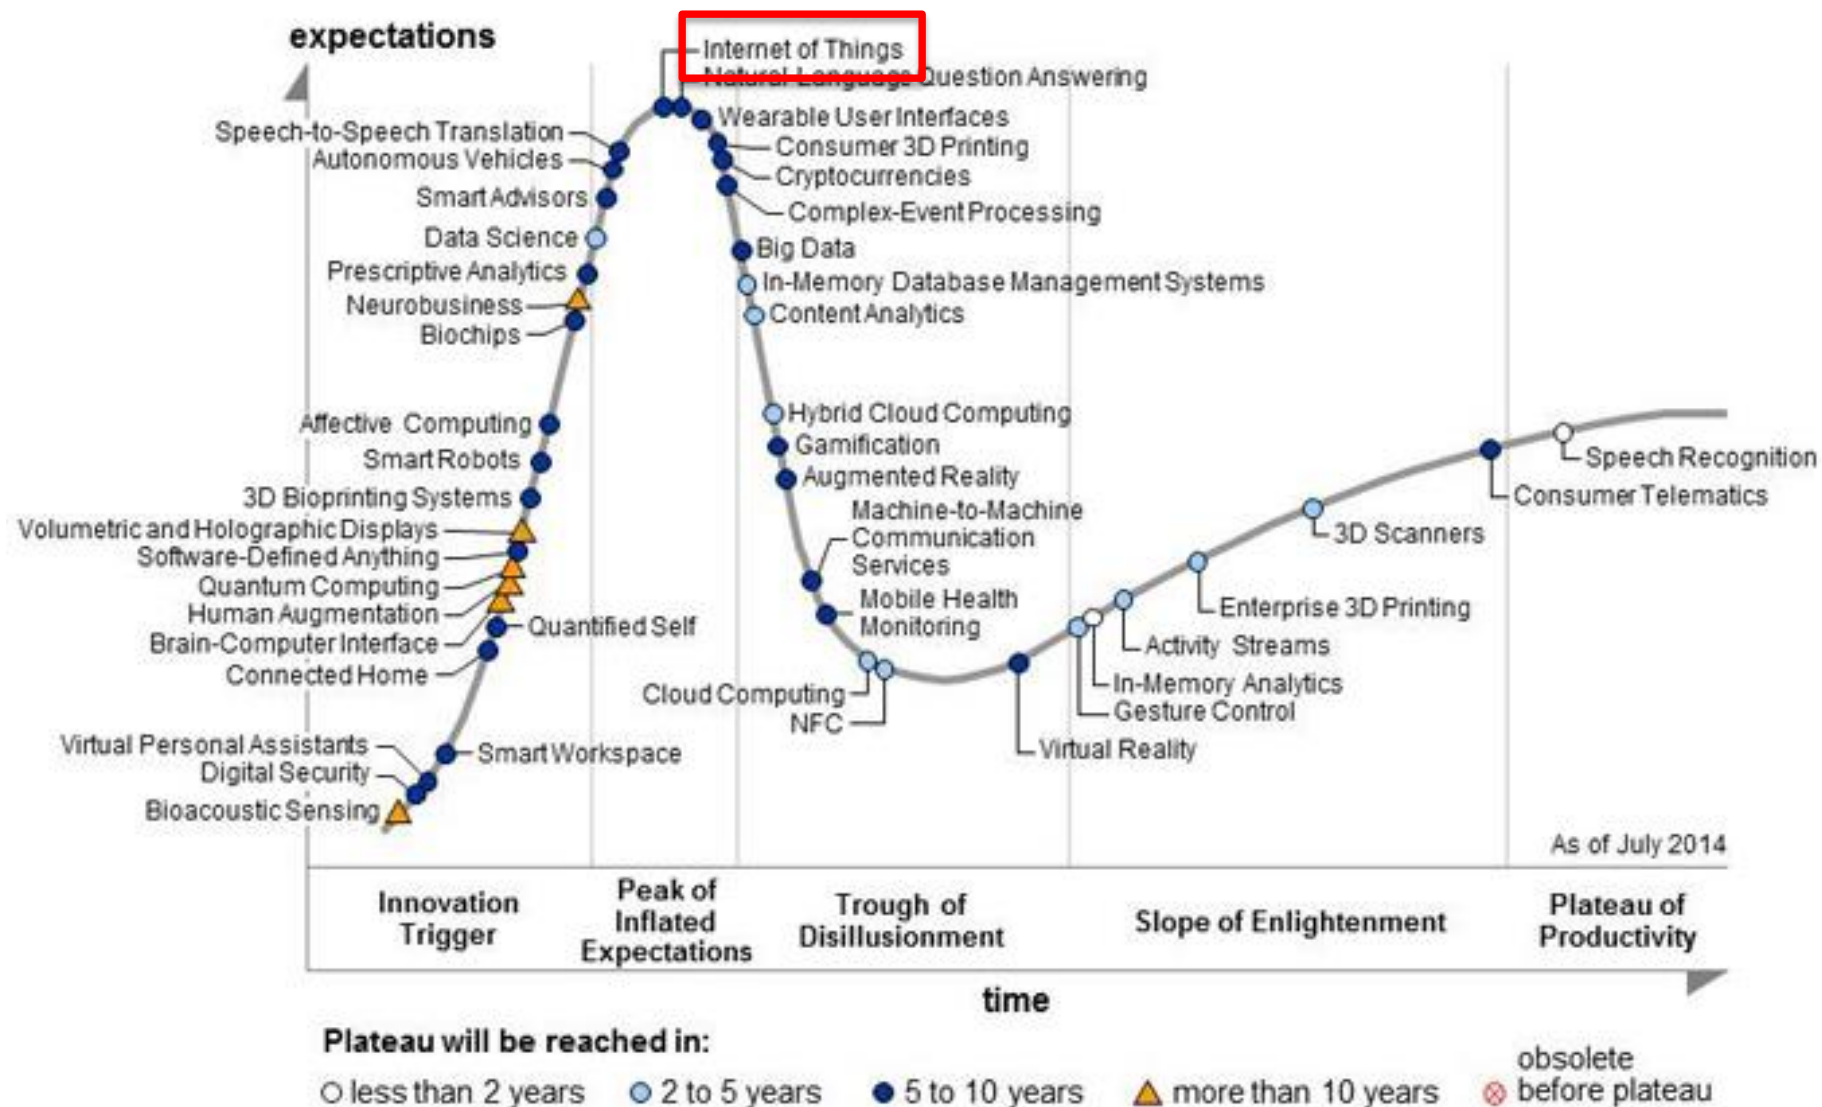 expectations
Internet of Things
Natural-Language Question Answering
Wearable User Interfaces
Consumer 3D Printing
Cryptocurrencies
Complex-Event Processing
Speech-to-Speech Translation
Autonomous Vehicles
Smart Advisors
Data Science
Prescriptive Analytics
Neurobusiness
Biochips
Big Data
In-Memory Database Management Systems
Content Analytics
Affective Computing
Smart Robots
3D Bioprinting Systems
Volumetric and Holographic Displays
Software-Defined Anything
Quantum Computing
Human Augmentation
Brain-Computer Interface
Connected Home
Quantified Self
Virtual Personal Assistants
Digital Security
Bioacoustic Sensing
Smart Workspace
Hybrid Cloud Computing
Gamification
Augmented Reality
Machine-to-Machine
Communication
Services
Mobile Health
Monitoring
Cloud Computing
NFC
Virtual Reality
Gesture Control
In-Memory Analytics
Activity Streams
Enterprise 3D Printing
3D Scanners
Consumer Telematics
Speech Recognition
As of July 2014
Innovation
Trigger
Peak of
Inflated
Expectations
Trough of
Disillusionment
Slope of Enlightenment
Plateau of
Productivity
time
Plateau will be reached in:
less than 2 years
2 to 5 years
5 to 10 years
more than 10 years
obsolete
before plateau